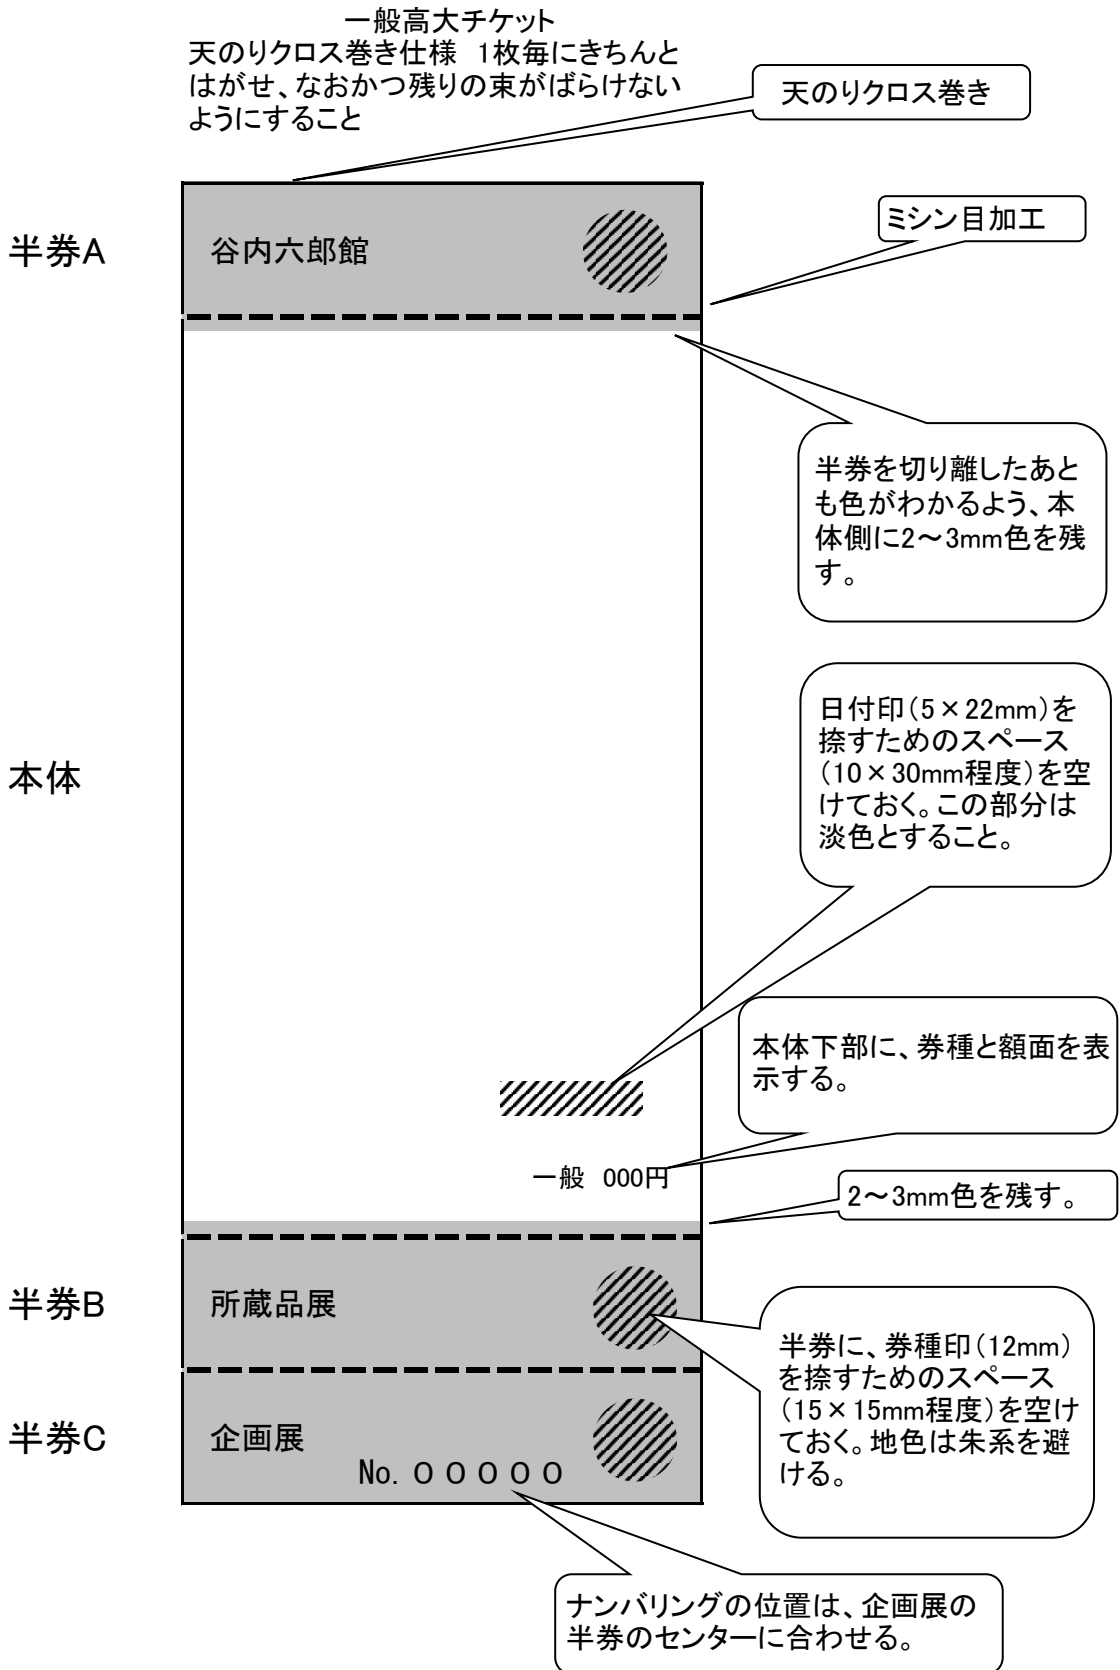 一般高大チケット
天のりクロス巻き仕様　1枚毎にきちんと
はがせ、なおかつ残りの束がばらけない
ようにすること
天のりクロス巻き
ミシン目加工
半券A
谷内六郎館
半券を切り離したあと
も色がわかるよう、本
体側に2～3mm色を残
す。
本体
日付印（5×22mm）を
捺すためのスペース
（10×30mm程度）を空
けておく。この部分は
淡色とすること。
本体下部に、券種と額面を表
示する。
一般　000円
2～3mm色を残す。
半券B
所蔵品展
半券に、券種印（12mm）
を捺すためのスペース
（15×15mm程度）を空け
ておく。地色は朱系を避
ける。
半券C
企画展
No. ０００００
ナンバリングの位置は、企画展の
半券のセンターに合わせる。